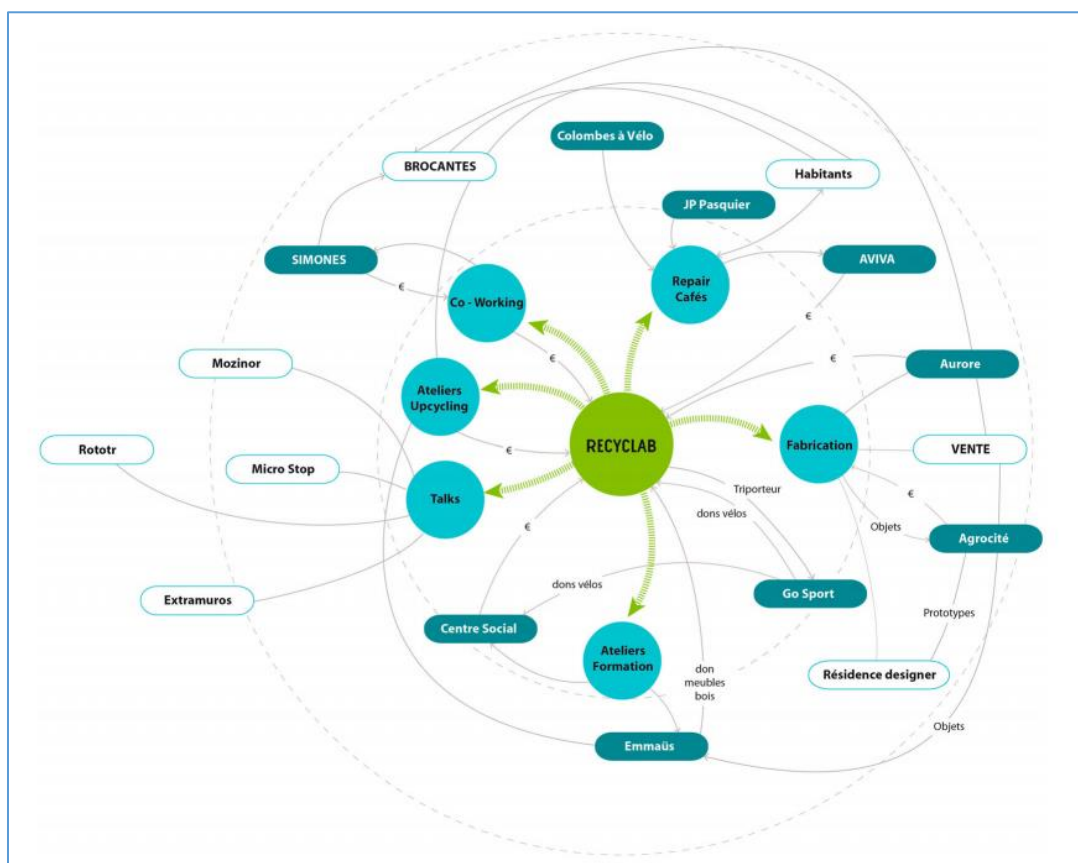 Colombes à Vélo
BROCANTES
Habitants
JP Pasquier
SIMONES
AVIVA
Repair
Cafés
€
Co - Working
€
Mozinor
€
€
Aurore
Ateliers
Upcycling
RECYCLAB
Fabrication
VENTE
Rototr
€
Micro Stop
Talks
Triporteur
€
dons vélos
Objets
€
Agrocité
dons vélos
Go Sport
Extramuros
Prototypes
Centre Social
Ateliers
Formation
don
meubles
bois
Résidence designer
Objets
Emmaüs